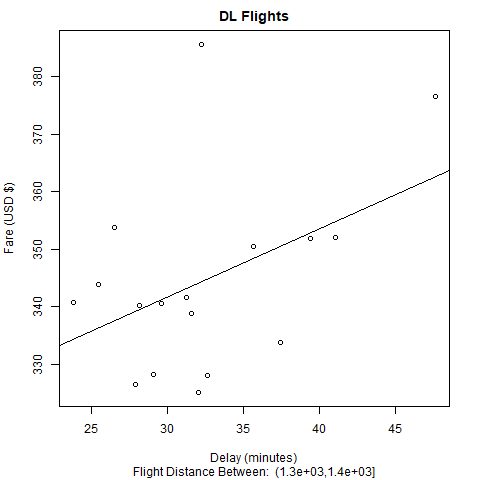 DL Flights
Fare (USD $)
380
370
360
350
340
330
25 30 35 40 45
Delay (minutes)
Flight Distance Between: (1.3e+03,1.4e+03]